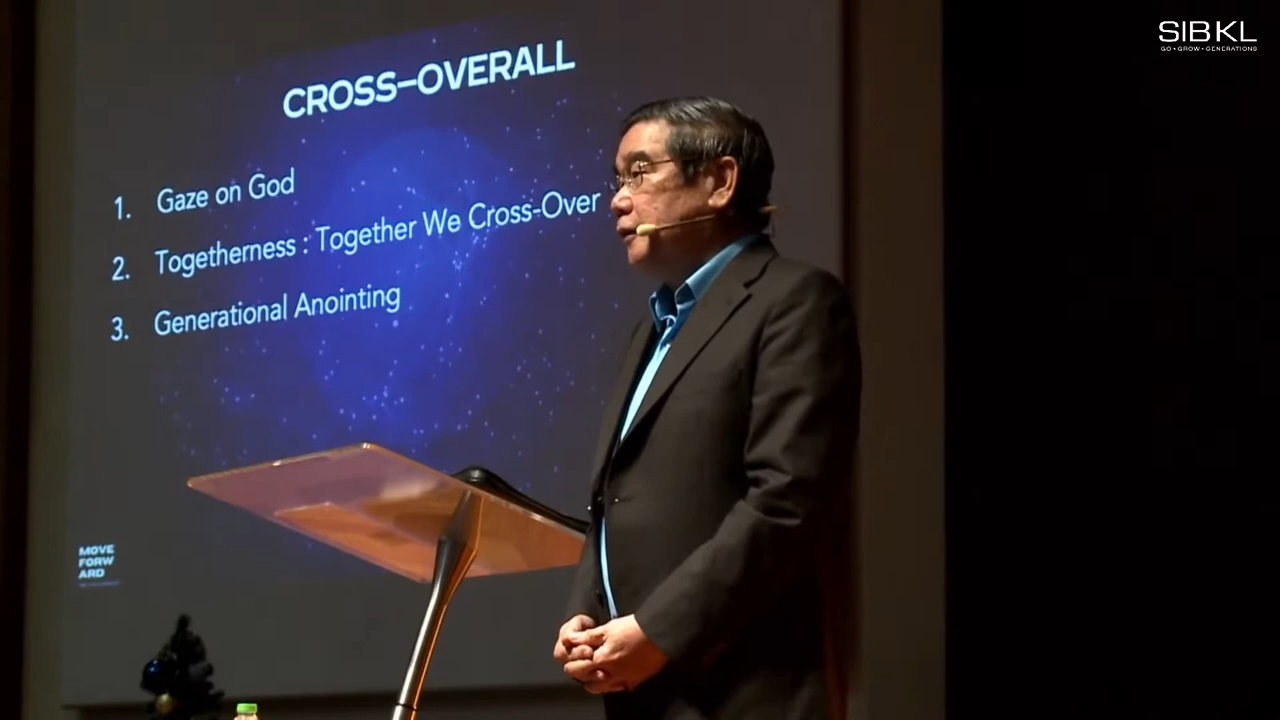 SIBKL
GO • GROW • GENERATIONS
CROSS–OVERALL
1. Gaze on God
2. Togetherness : Together We Cross-Over
3. Generational Anointing
MOVE
FORW
ARD